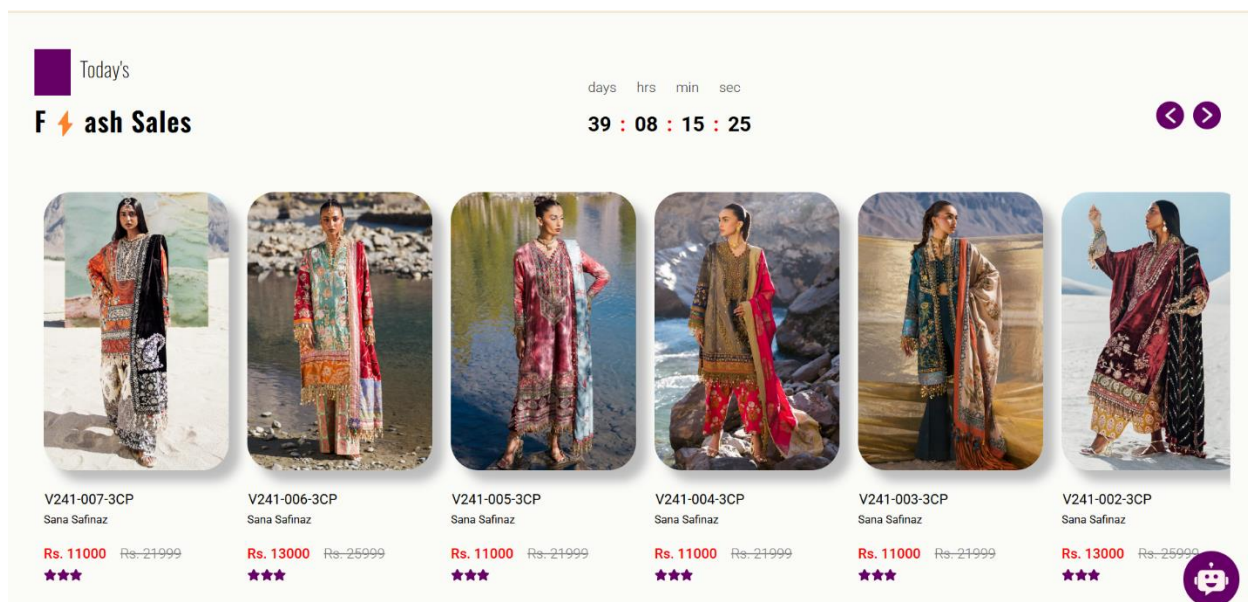 Today's
F ash Sales
days hrs min sec
39 : 08 : 15 : 25
V241-007-3CP
Sana Safinaz
Rs. 11000 Rs. 21999
V241-006-3CP
Sana Safinaz
Rs. 13000 Rs. 25999
V241-005-3CP
Sana Safinaz
Rs. 11000 Rs. 21999
V241-004-3CP
Sana Safinaz
Rs. 11000 Rs. 21999
V241-003-3CP
Sana Safinaz
Rs. 11000 Rs. 21999
V241-002-3CP
Sana Safinaz
Rs. 13000 Rs. 25999